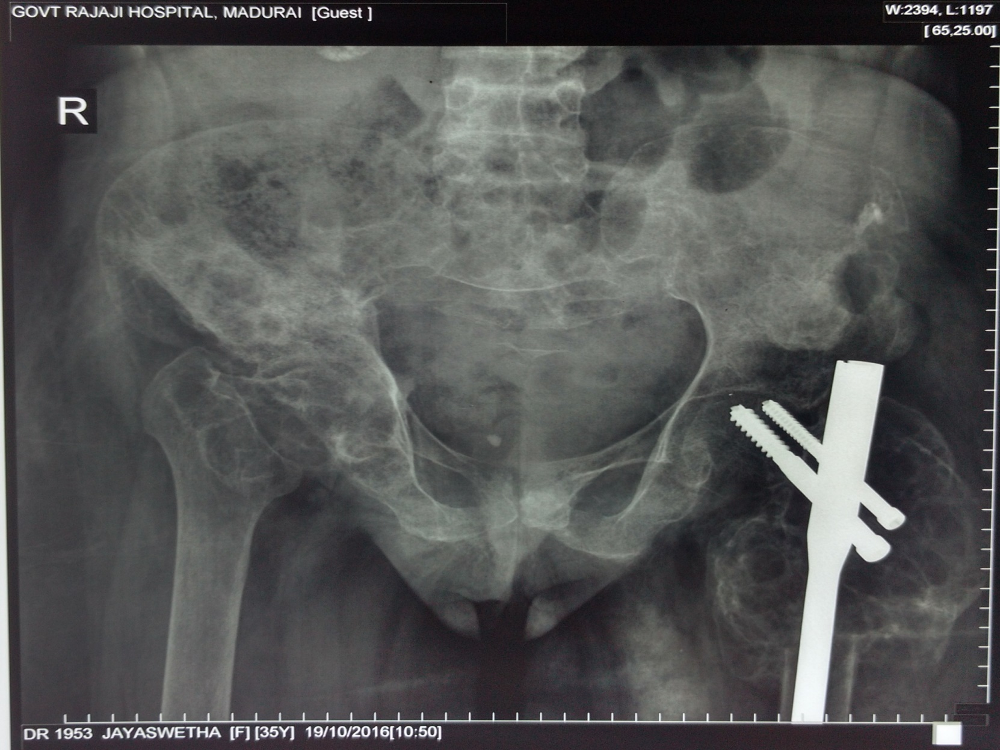 GOVT RAJAJI HOSPITAL, MADURAI [Guest ]
W:2394, L:1197
[ 65,25.00]
R
DR 1953 JAYASWETHA [F] [35Y] 19/10/2016[10:50]